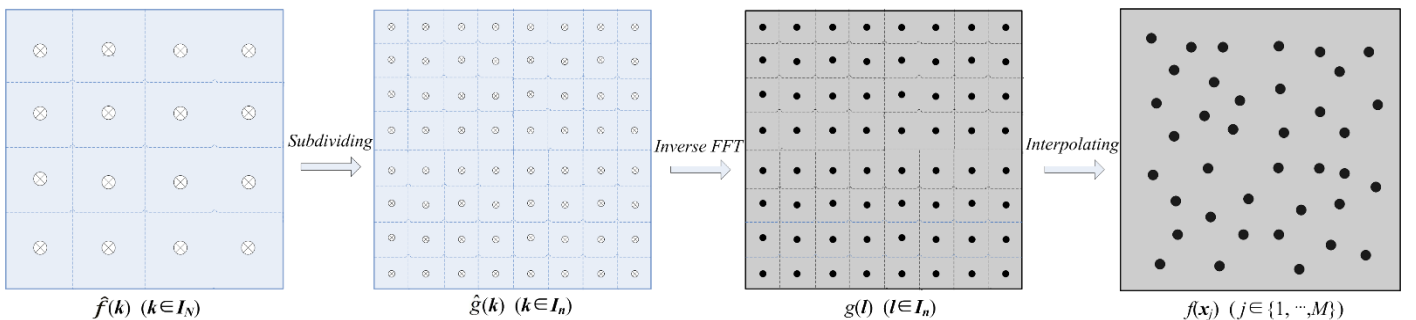 Subdividing
Inverse FFT
Interpolating
f̂(k) (k∈I_N)
ĝ(k) (k∈I_n)
g(l) (l∈I_n)
f(x_j) (j∈{1, ⋯,M})